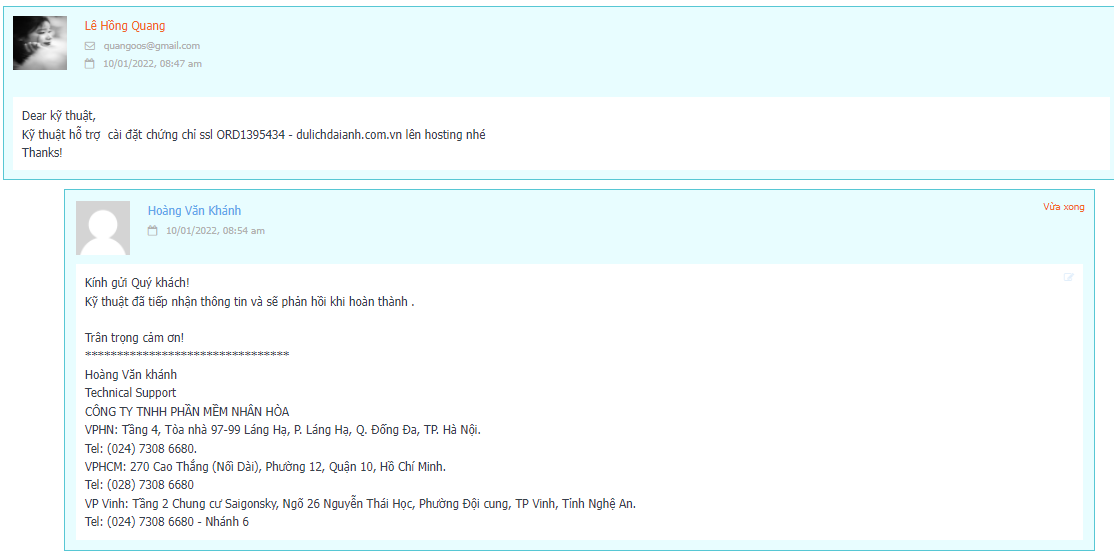 Lê Hồng Quang
quangoos@gmail.com
10/01/2022, 08:47 am
Dear kỹ thuật,
Kỹ thuật hỗ trợ  cài đặt chứng chỉ ssl ORD1395434 - dulichdaianh.com.vn lên hosting nhé
Thanks!
Hoàng Văn Khánh
Vừa xong
10/01/2022, 08:54 am
Kính gửi Quý khách!
Kỹ thuật đã tiếp nhận thông tin và sẽ phản hồi khi hoàn thành .
Trân trọng cảm ơn!
********************************
Hoàng Văn khánh
Technical Support
CÔNG TY TNHH PHẦN MỀM NHÂN HÒA
VPHN: Tầng 4, Tòa nhà 97-99 Láng Hạ, P. Láng Hạ, Q. Đống Đa, TP. Hà Nội.
Tel: (024) 7308 6680.
VPHCM: 270 Cao Thắng (Nối Dài), Phường 12, Quận 10, Hồ Chí Minh.
Tel: (028) 7308 6680
VP Vinh: Tầng 2 Chung cư Saigonsky, Ngõ 26 Nguyễn Thái Học, Phường Đội cung, TP Vinh, Tỉnh Nghệ An.
Tel: (024) 7308 6680 - Nhánh 6